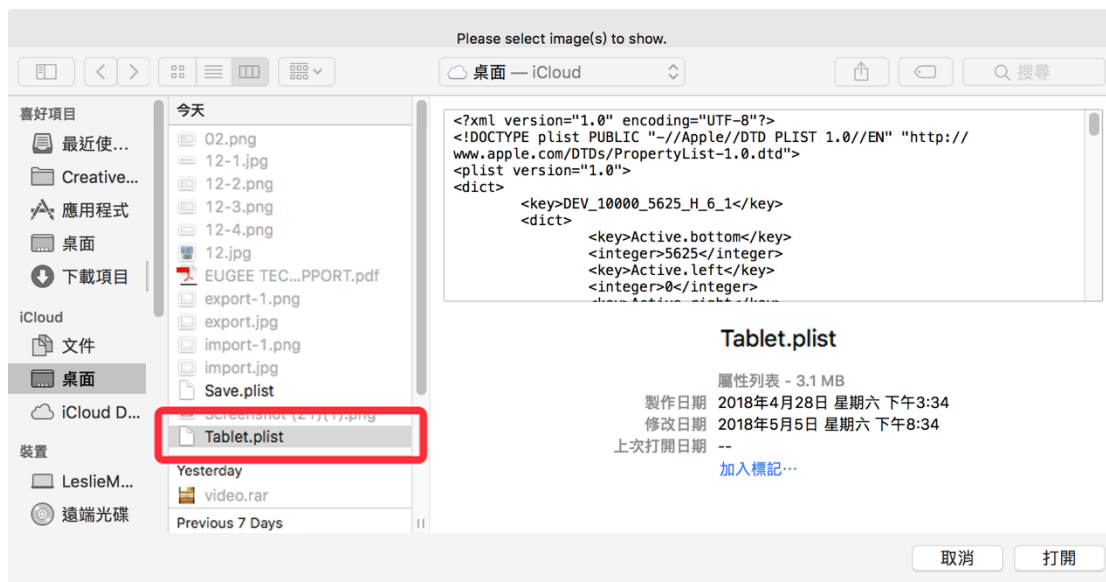 Please select image(s) to show.
桌面 — iCloud
搜尋
喜好項目
最近使...
Creative...
應用程式
桌面
下載項目
iCloud
文件
桌面
iCloud D...
裝置
LeslieM...
遠端光碟
今天
02.png
12-1.jpg
12-2.png
12-3.png
12-4.png
12.jpg
EUGEE TEC...PPORT.pdf
export-1.png
export.jpg
import-1.png
import.jpg
Save.plist
Screenshot (21)(1).png
Tablet.plist
Yesterday
video.rar
Previous 7 Days
<?xml version="1.0" encoding="UTF-8"?>
<!DOCTYPE plist PUBLIC "-//Apple//DTD PLIST 1.0//EN" "http://
www.apple.com/DTDs/PropertyList-1.0.dtd">
<plist version="1.0">
<dict>
<key>DEV_10000_5625_H_6_1</key>
<dict>
<key>Active.bottom</key>
<integer>5625</integer>
<key>Active.left</key>
<integer>0</integer>
<key>Active.right</key>
Tablet.plist
屬性列表 - 3.1 MB
製作日期 2018年4月28日 星期六 下午3:34
修改日期 2018年5月5日 星期六 下午8:34
上次打開日期 --
加入標記⋯
取消
打開